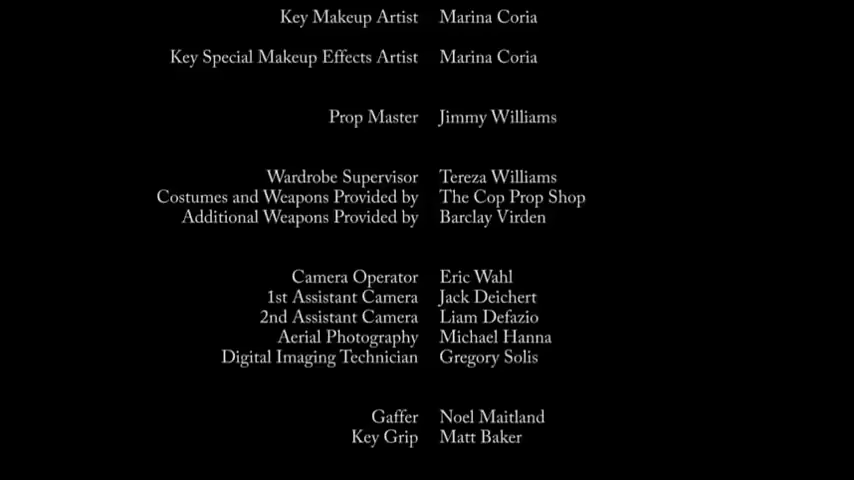 Key Makeup Artist Marina Coria
Key Special Makeup Effects Artist Marina Coria
Prop Master Jimmy Williams
Wardrobe Supervisor Tereza Williams
Costumes and Weapons Provided by The Cop Prop Shop
Additional Weapons Provided by Barclay Virden
Camera Operator Eric Wahl
1st Assistant Camera Jack Deichert
2nd Assistant Camera Liam Defazio
Aerial Photography Michael Hanna
Digital Imaging Technician Gregory Solis
Gaffer Noel Maitland
Key Grip Matt Baker